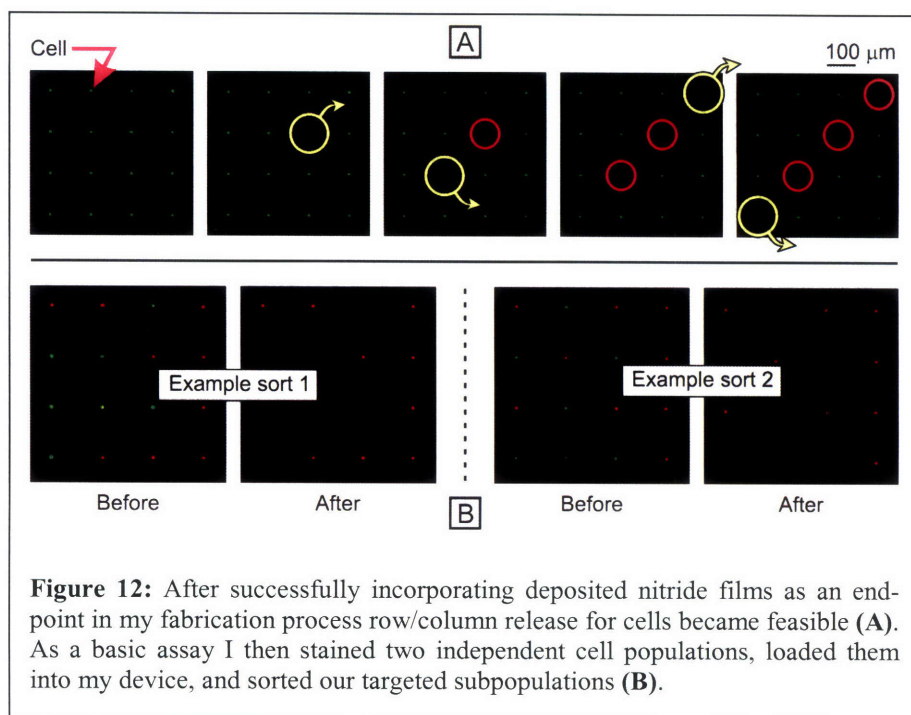 Cell
A
100 µm
Example sort 1
Example sort 2
Before
After
Before
After
B
Figure 12: After successfully incorporating deposited nitride films as an end-
point in my fabrication process row/column release for cells became feasible (A).
As a basic assay I then stained two independent cell populations, loaded them
into my device, and sorted our targeted subpopulations (B).